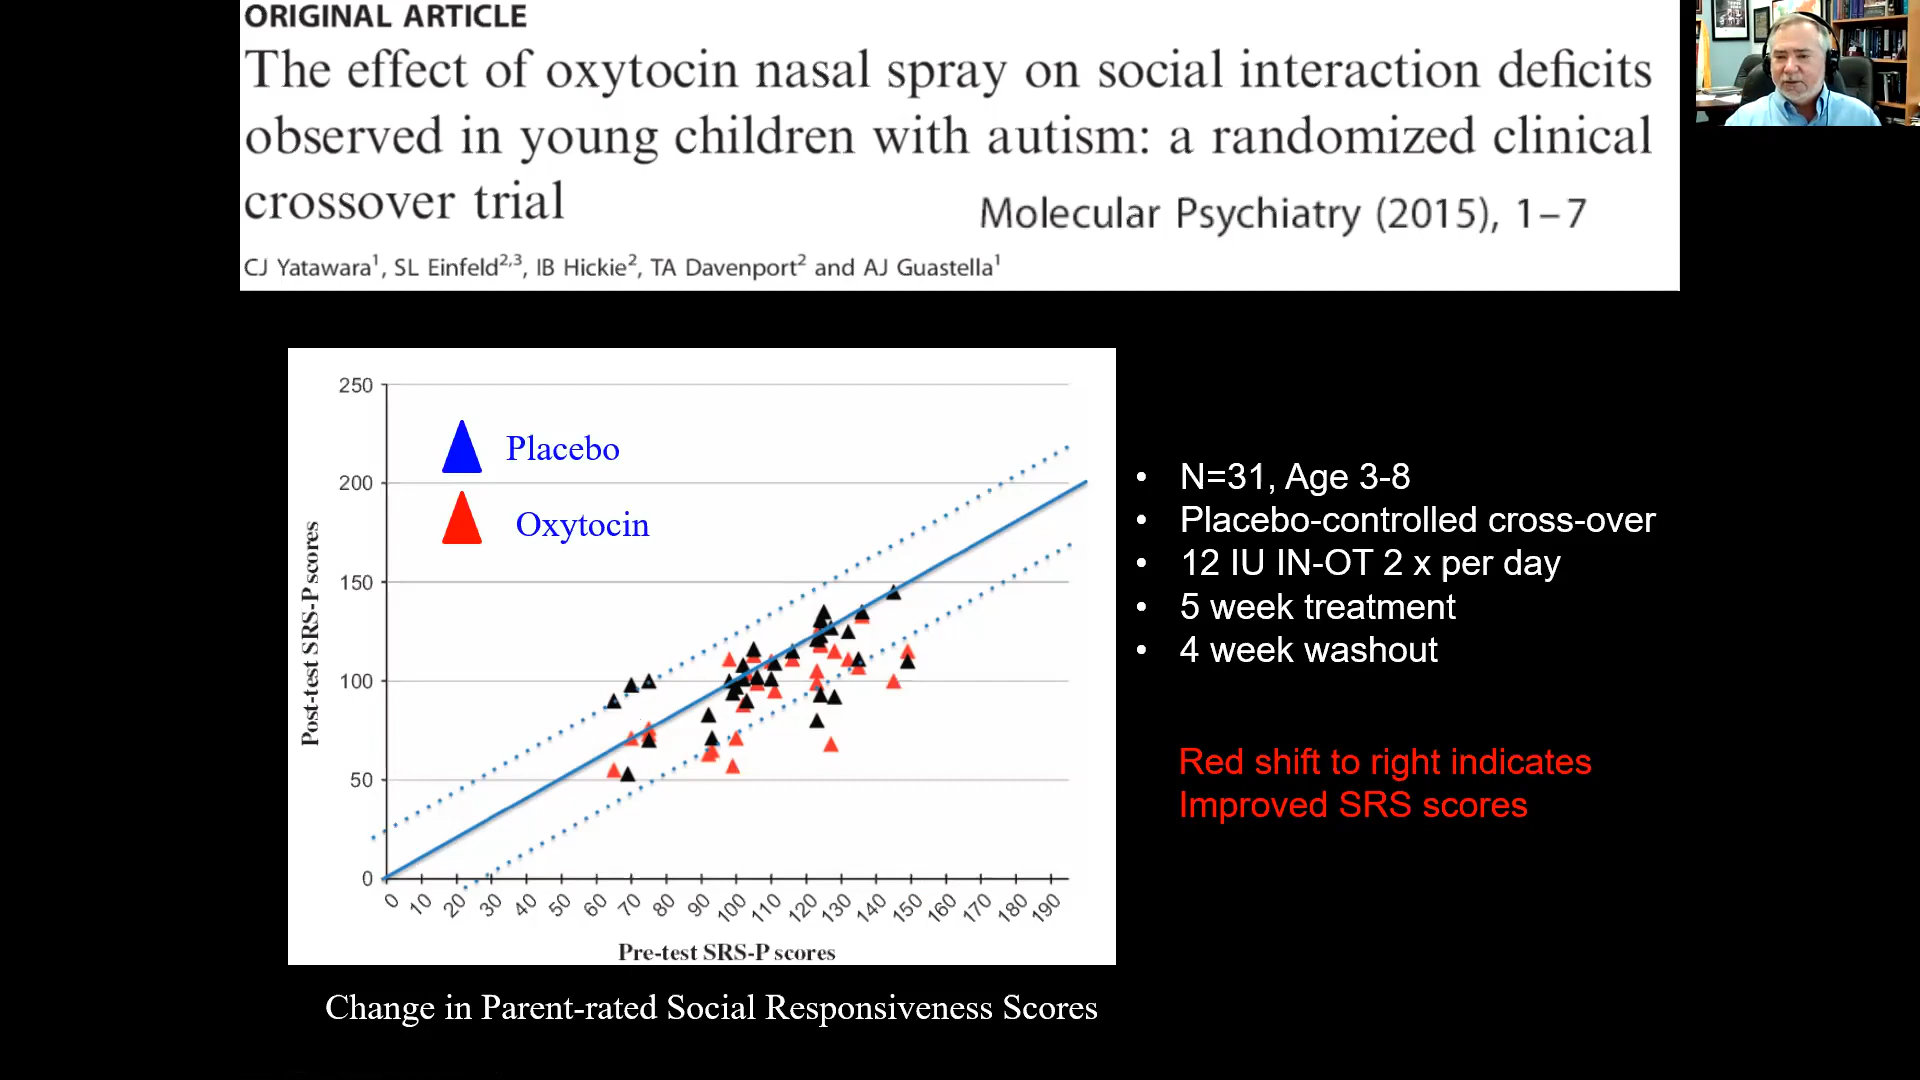 ORIGINAL ARTICLE
The effect of oxytocin nasal spray on social interaction deficits
observed in young children with autism: a randomized clinical
crossover trial
Molecular Psychiatry (2015), 1–7
CJ Yatawara1, SL Einfeld2,3, IB Hickie2, TA Davenport2 and AJ Guastella1
250
200
150
100
50
0
Post-test SRS-P scores
Placebo
Oxytocin
0 10 20 30 40 50 60 70 80 90 100 110 120 130 140 150 160 170 180 190
Pre-test SRS-P scores
Change in Parent-rated Social Responsiveness Scores
• N=31, Age 3-8
• Placebo-controlled cross-over
• 12 IU IN-OT 2 x per day
• 5 week treatment
• 4 week washout
Red shift to right indicates
Improved SRS scores